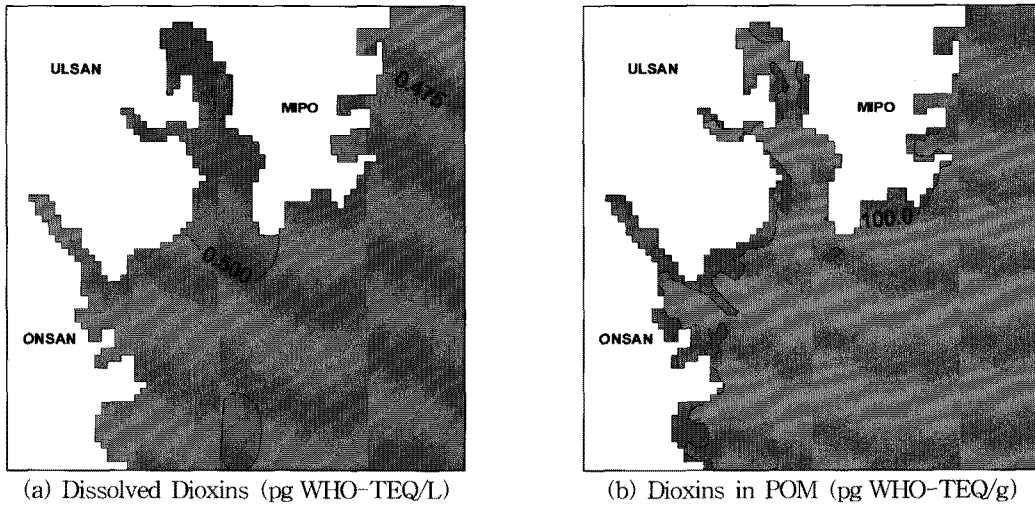 ULSAN
MIPO
0.475
0.500
ONSAN
(a) Dissolved Dioxins (pg WHO-TEQ/L)
ULSAN
MIPO
100.0
ONSAN
(b) Dioxins in POM (pg WHO-TEQ/g)